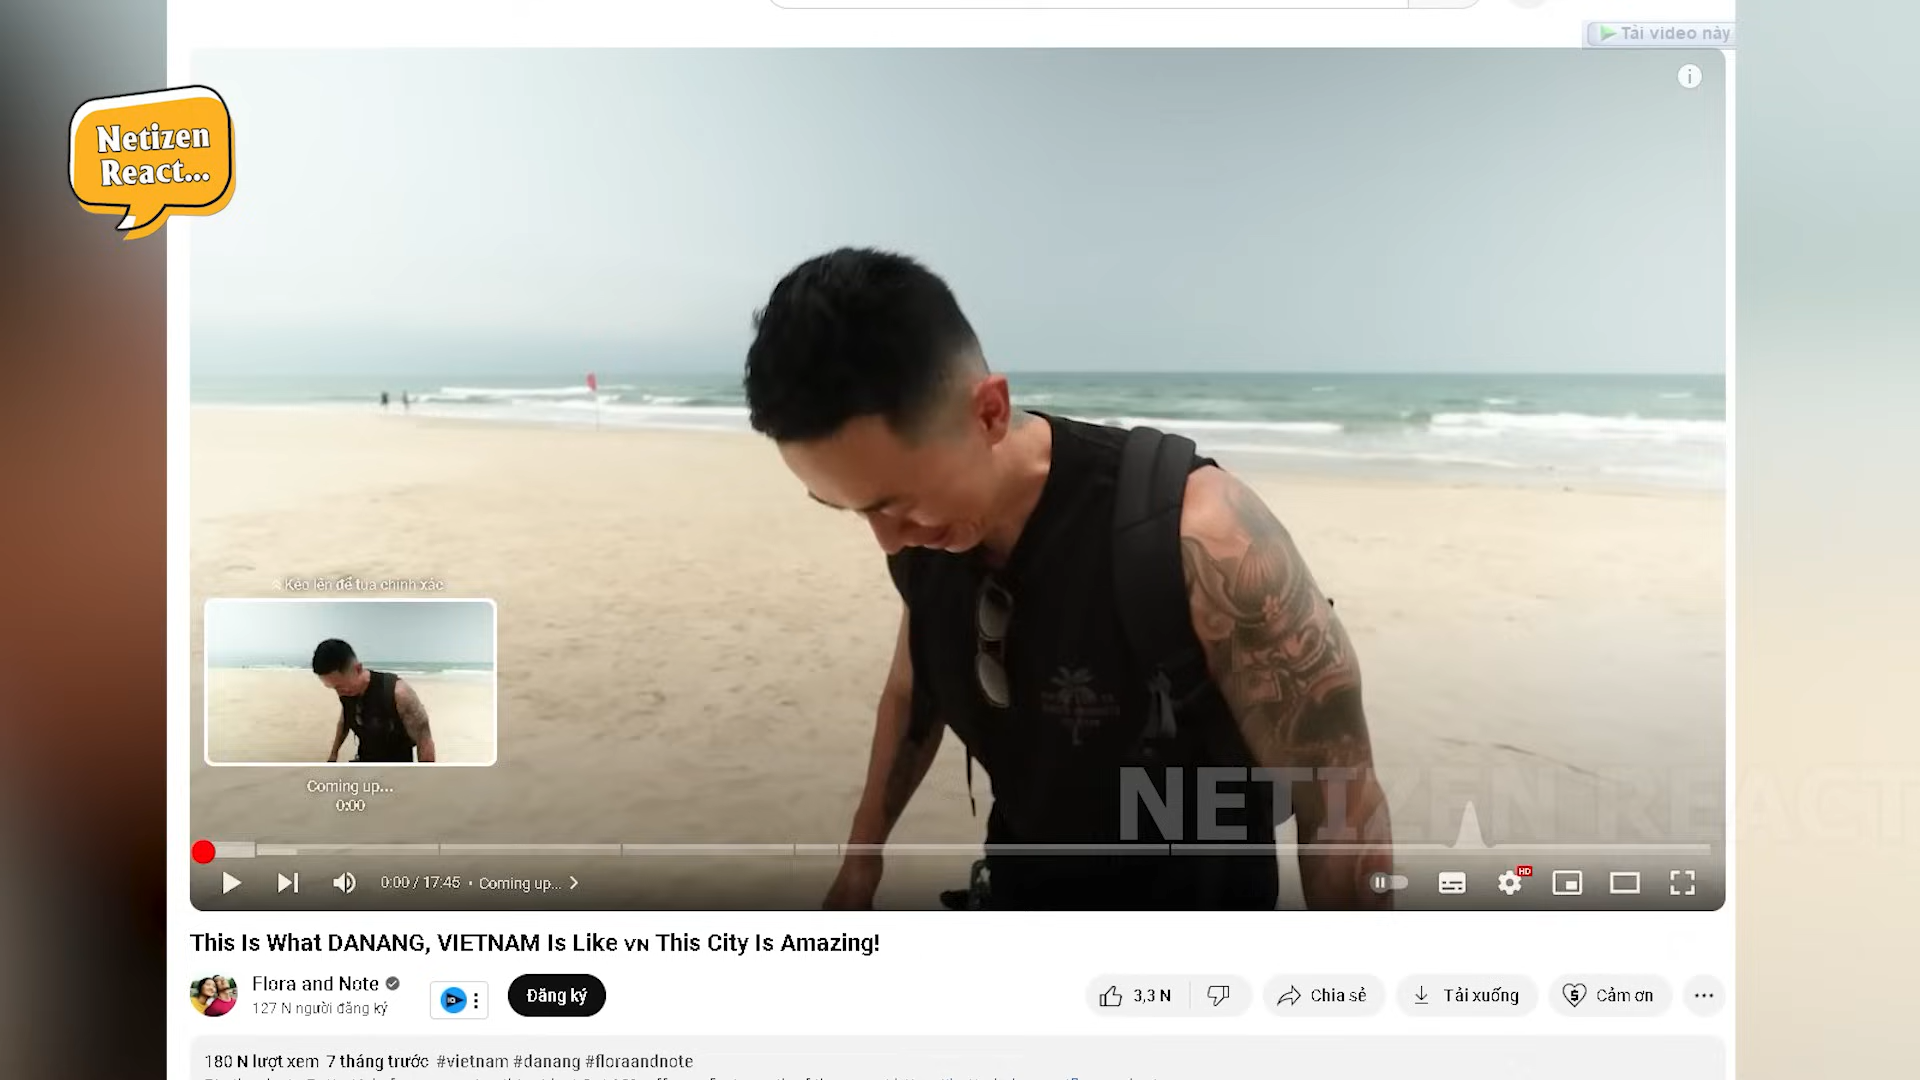 Tải video này
Netizen
React...
Kéo lên để tua chính xác
Coming up...
0:00
NETIZEN REACT
0:00 / 17:45 • Coming up...
HD
This Is What DANANG, VIETNAM Is Like VN This City Is Amazing!
Flora and Note
127 N người đăng ký
Đăng ký
3,3 N
Chia sẻ
Tải xuống
Cảm ơn
180 N lượt xem 7 tháng trước #vietnam #danang #floraandnote